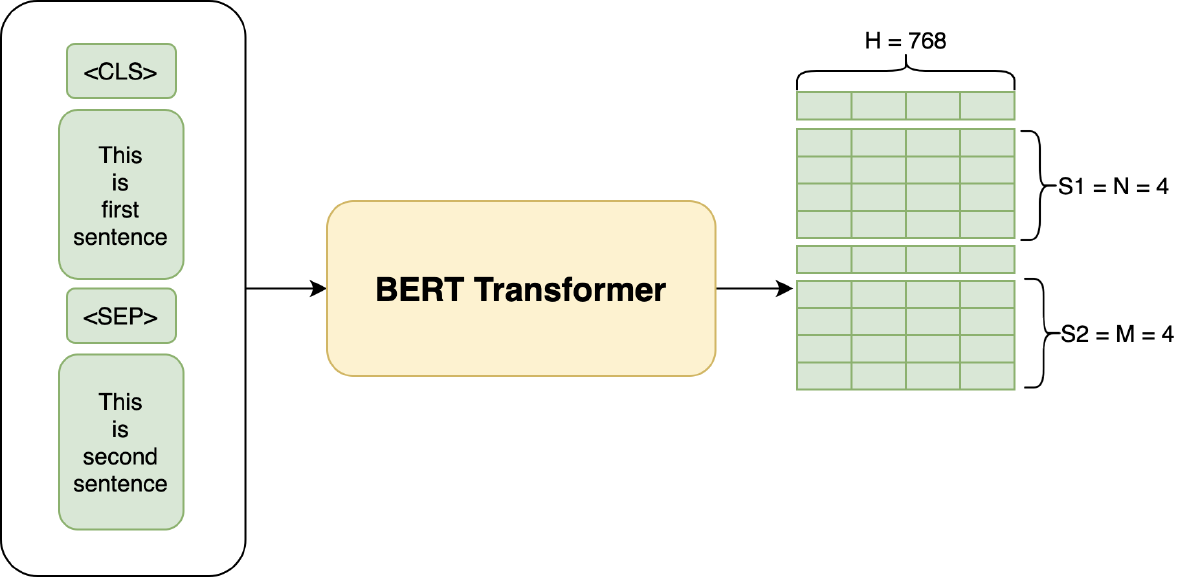 <CLS>
This
is
first
sentence
<SEP>
This
is
second
sentence
BERT Transformer
H = 768
S1 = N = 4
S2 = M = 4